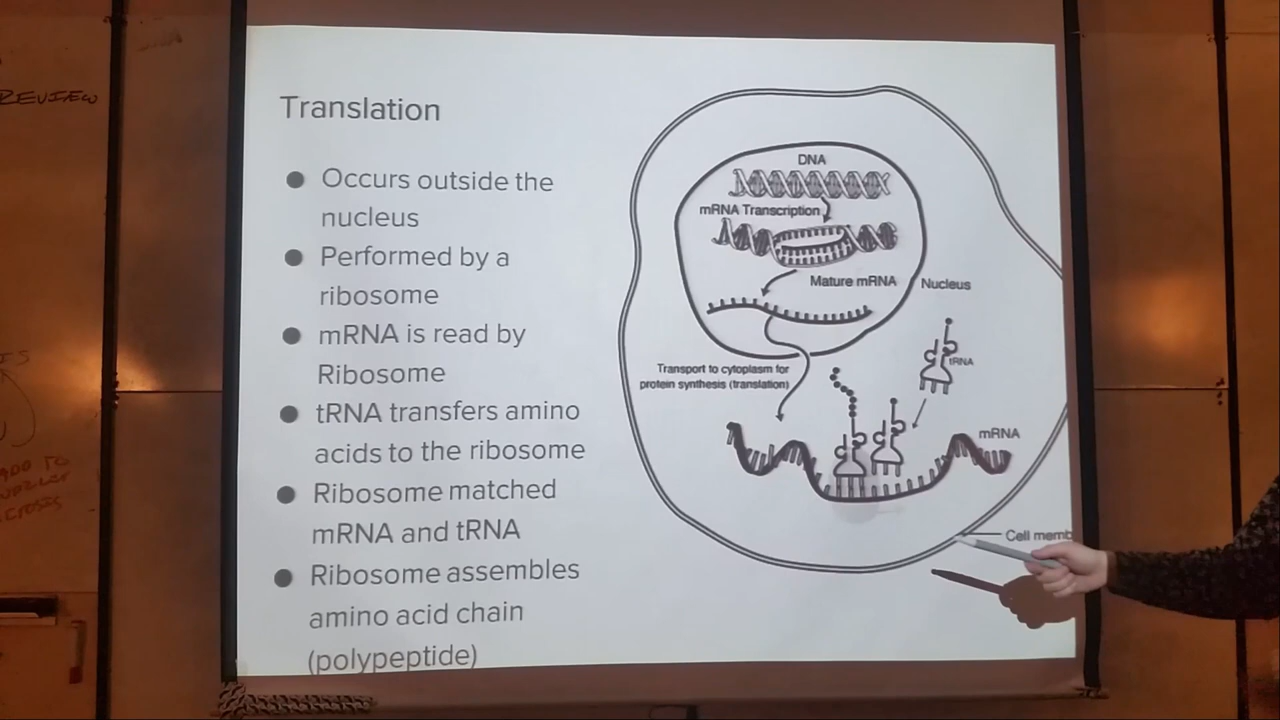 REVIEW
Translation
● Occurs outside the
nucleus
● Performed by a
ribosome
● mRNA is read by
Ribosome
● tRNA transfers amino
acids to the ribosome
● Ribosome matched
mRNA and tRNA
● Ribosome assembles
amino acid chain
(polypeptide)
DNA
mRNA Transcription
Mature mRNA
Nucleus
Transport to cytoplasm for
protein synthesis (translation)
tRNA
mRNA
Cell memb